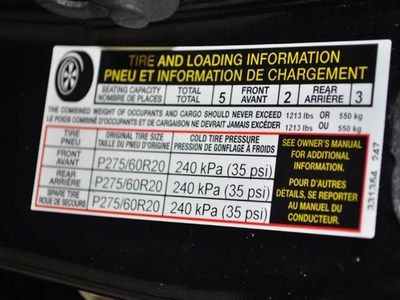 TIRE AND LOADING INFORMATION
PNEU ET INFORMATION DE CHARGEMENT
SEATING CAPACITY TOTAL 5 FRONT 2 REAR 3
NOMBRE DE PLACES TOTAL AVANT ARRIÈRE
THE COMBINED WEIGHT OF OCCUPANTS AND CARGO SHOULD NEVER EXCEED 1213 lbs OR 550 kg
LE POIDS COMBINÉ D'OCCUPANTS ET DE CARGAISON NE DEVRAIT JAMAIS EXCÉDER 1213 lbs OU 550 kg
TIRE ORIGINAL TIRE SIZE COLD TIRE PRESSURE
PNEU TAILLE DU PNEU D'ORIGINE PRESSION DE GONFLAGE À FROIDS
FRONT
AVANT P275/60R20 240 kPa (35 psi)
REAR
ARRIÈRE P275/60R20 240 kPa (35 psi)
SPARE TIRE
ROUE DE SECOURS P275/60R20 240 kPa (35 psi)
SEE OWNER'S MANUAL
FOR ADDITIONAL
INFORMATION.
POUR D'AUTRES
DÉTAILS, SE REPORTER
AU MANUEL DU
CONDUCTEUR.
331354 247